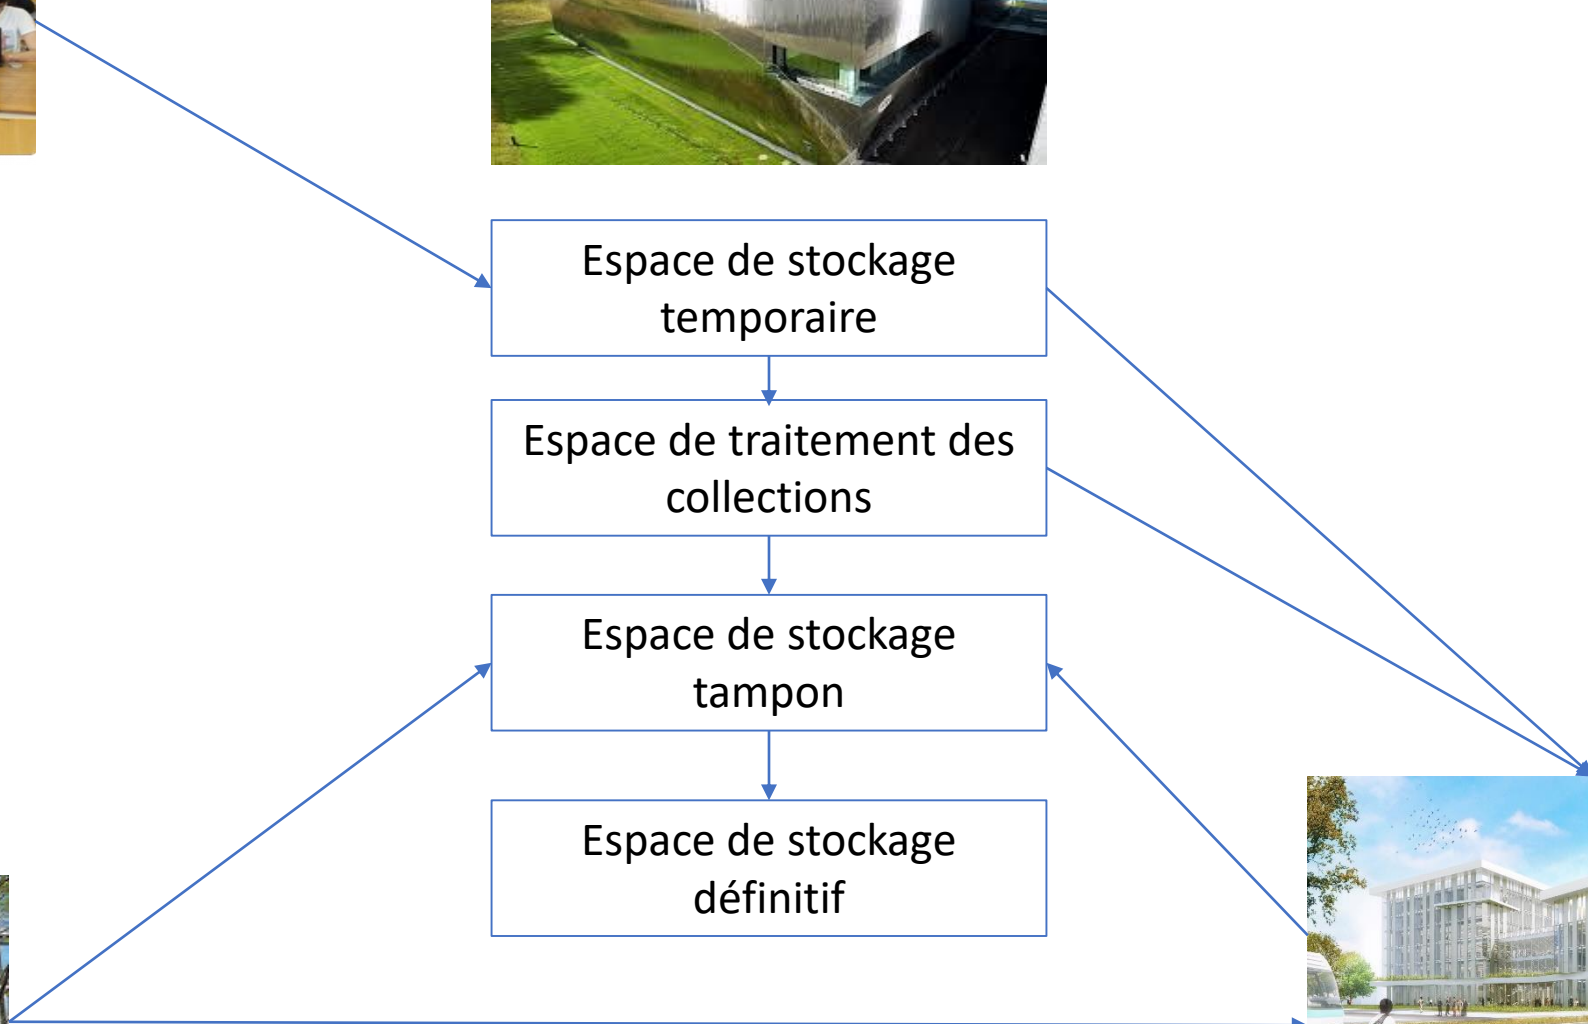 Espace de stockage
temporaire
Espace de traitement des
collections
Espace de stockage
tampon
Espace de stockage
définitif